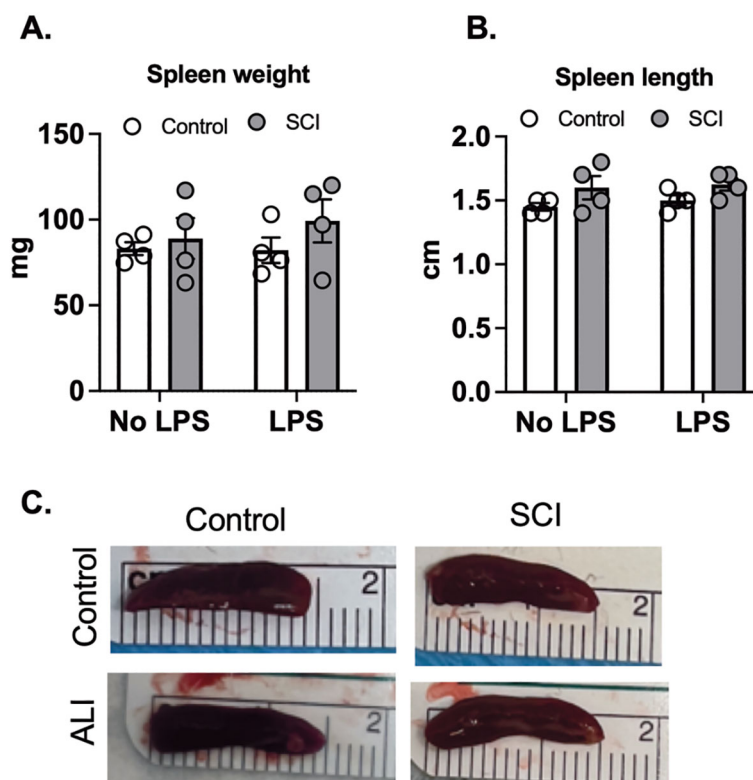 A.
Spleen weight
Control SCI
150
100
50
0
mg
No LPS LPS
B.
Spleen length
Control SCI
2.0
1.5
1.0
0.5
0.0
cm
No LPS LPS
C.
Control SCI
Control
2
2
ALI
2
2